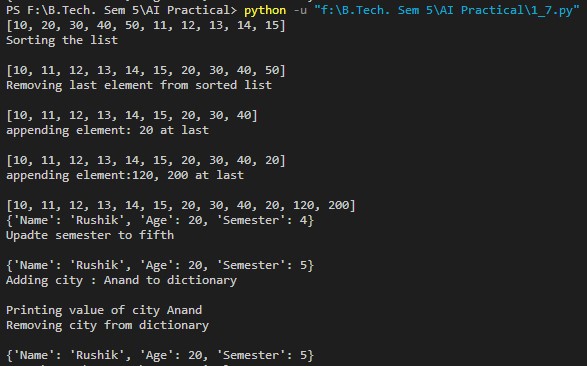 PS F:\B.Tech. Sem 5\AI Practical> python -u "f:\B.Tech. Sem 5\AI Practical\1_7.py"
[10, 20, 30, 40, 50, 11, 12, 13, 14, 15]
Sorting the list
[10, 11, 12, 13, 14, 15, 20, 30, 40, 50]
Removing last element from sorted list
[10, 11, 12, 13, 14, 15, 20, 30, 40]
appending element: 20 at last
[10, 11, 12, 13, 14, 15, 20, 30, 40, 20]
appending element:120, 200 at last
[10, 11, 12, 13, 14, 15, 20, 30, 40, 20, 120, 200]
{'Name': 'Rushik', 'Age': 20, 'Semester': 4}
Upadte semester to fifth
{'Name': 'Rushik', 'Age': 20, 'Semester': 5}
Adding city : Anand to dictionary
Printing value of city Anand
Removing city from dictionary
{'Name': 'Rushik', 'Age': 20, 'Semester': 5}